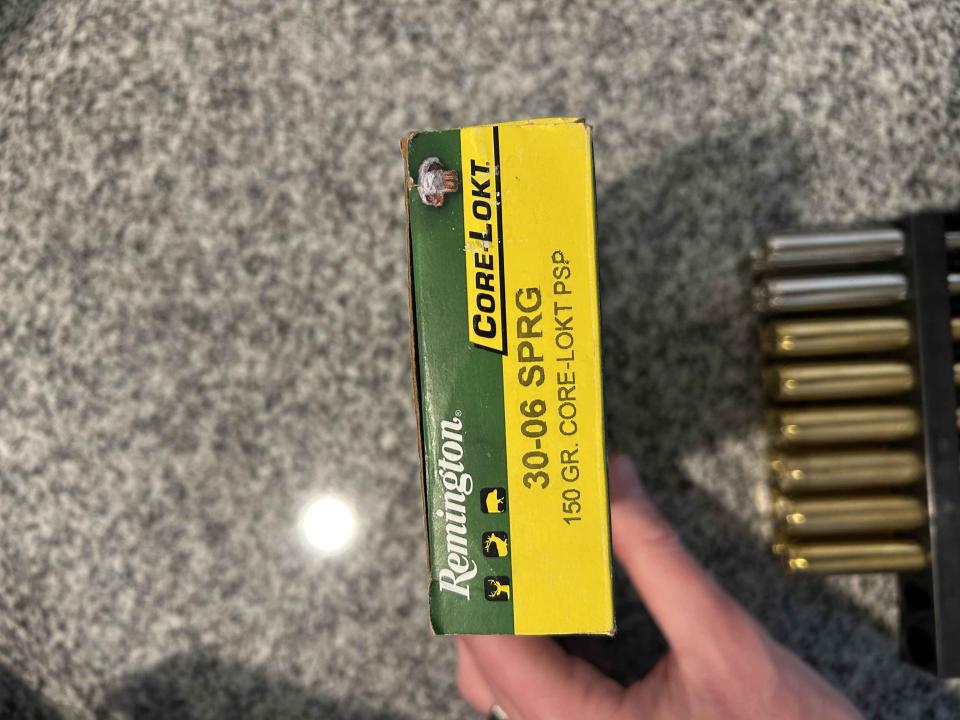 Remington®
CORE-LOKT
30-06 SPRG
150 GR. CORE-LOKT PSP